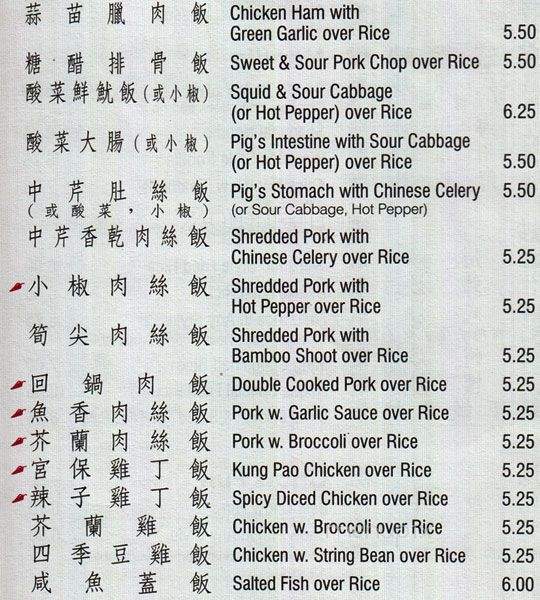 蒜苗臘肉飯 Chicken Ham with
Green Garlic over Rice 5.50
糖醋排骨飯 Sweet & Sour Pork Chop over Rice 5.50
酸菜鮮魷飯(或小椒) Squid & Sour Cabbage
(or Hot Pepper) over Rice 6.25
酸菜大腸(或小椒) Pig's Intestine with Sour Cabbage
(or Hot Pepper) over Rice 5.50
中芹肚絲飯 Pig's Stomach with Chinese Celery 5.50
(或酸菜,小椒) (or Sour Cabbage, Hot Pepper)
中芹香乾肉絲飯 Shredded Pork with
Chinese Celery over Rice 5.25
小椒肉絲飯 Shredded Pork with
Hot Pepper over Rice 5.25
筍尖肉絲飯 Shredded Pork with
Bamboo Shoot over Rice 5.25
回鍋肉飯 Double Cooked Pork over Rice 5.25
魚香肉絲飯 Pork w. Garlic Sauce over Rice 5.25
芥蘭肉絲飯 Pork w. Broccoli over Rice 5.25
宮保雞丁飯 Kung Pao Chicken over Rice 5.25
辣子雞丁飯 Spicy Diced Chicken over Rice 5.25
芥蘭雞飯 Chicken w. Broccoli over Rice 5.25
四季豆雞飯 Chicken w. String Bean over Rice 5.25
咸魚蓋飯 Salted Fish over Rice 6.00